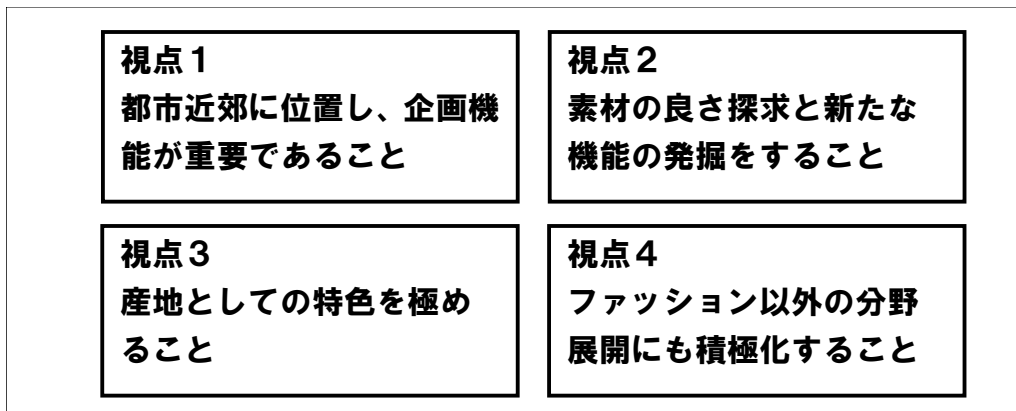 視点１
都市近郊に位置し、企画機
能が重要であること
視点２
素材の良さ探求と新たな
機能の発掘をすること
視点３
産地としての特色を極め
ること
視点４
ファッション以外の分野
展開にも積極化すること